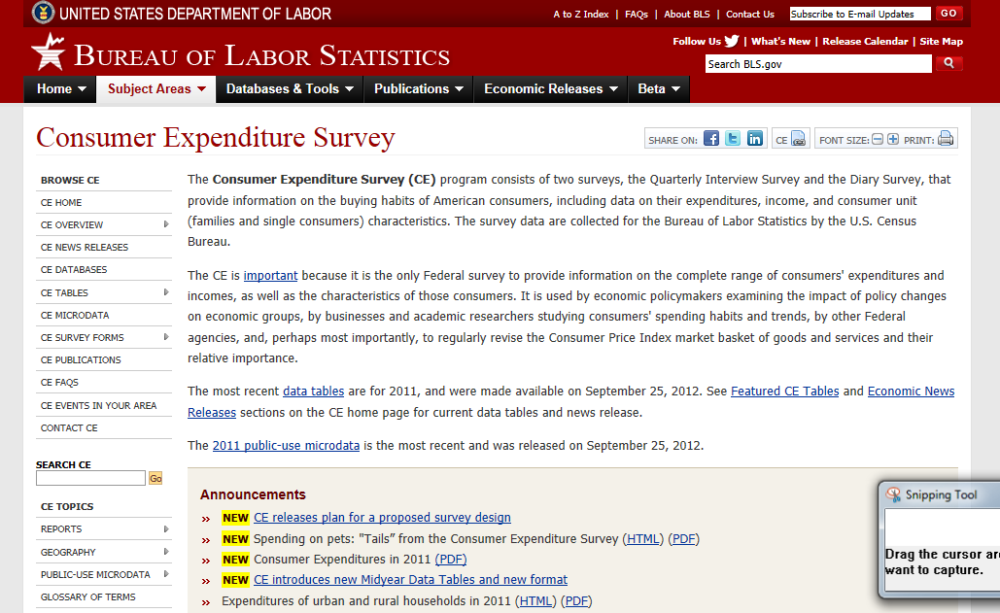 UNITED STATES DEPARTMENT OF LABOR
A to Z Index | FAQs | About BLS | Contact Us
Subscribe to E-mail Updates GO
Follow Us | What's New | Release Calendar | Site Map
BUREAU OF LABOR STATISTICS
Search BLS.gov
Home Subject Areas Databases & Tools Publications Economic Releases Beta
Consumer Expenditure Survey
SHARE ON: CE FONT SIZE: PRINT:
BROWSE CE
CE HOME
CE OVERVIEW
CE NEWS RELEASES
CE DATABASES
CE TABLES
CE MICRODATA
CE SURVEY FORMS
CE PUBLICATIONS
CE FAQS
CE EVENTS IN YOUR AREA
CONTACT CE
SEARCH CE
Go
CE TOPICS
REPORTS
GEOGRAPHY
PUBLIC-USE MICRODATA
GLOSSARY OF TERMS
The Consumer Expenditure Survey (CE) program consists of two surveys, the Quarterly Interview Survey and the Diary Survey, that
provide information on the buying habits of American consumers, including data on their expenditures, income, and consumer unit
(families and single consumers) characteristics. The survey data are collected for the Bureau of Labor Statistics by the U.S. Census
Bureau.
The CE is important because it is the only Federal survey to provide information on the complete range of consumers' expenditures and
incomes, as well as the characteristics of those consumers. It is used by economic policymakers examining the impact of policy changes
on economic groups, by businesses and academic researchers studying consumers' spending habits and trends, by other Federal
agencies, and, perhaps most importantly, to regularly revise the Consumer Price Index market basket of goods and services and their
relative importance.
The most recent data tables are for 2011, and were made available on September 25, 2012. See Featured CE Tables and Economic News
Releases sections on the CE home page for current data tables and news release.
The 2011 public-use microdata is the most recent and was released on September 25, 2012.
Announcements
» NEW CE releases plan for a proposed survey design
» NEW Spending on pets: "Tails” from the Consumer Expenditure Survey (HTML) (PDF)
» NEW Consumer Expenditures in 2011 (PDF)
» NEW CE introduces new Midyear Data Tables and new format
» Expenditures of urban and rural households in 2011 (HTML) (PDF)
Snipping Tool
Drag the cursor are
want to capture.